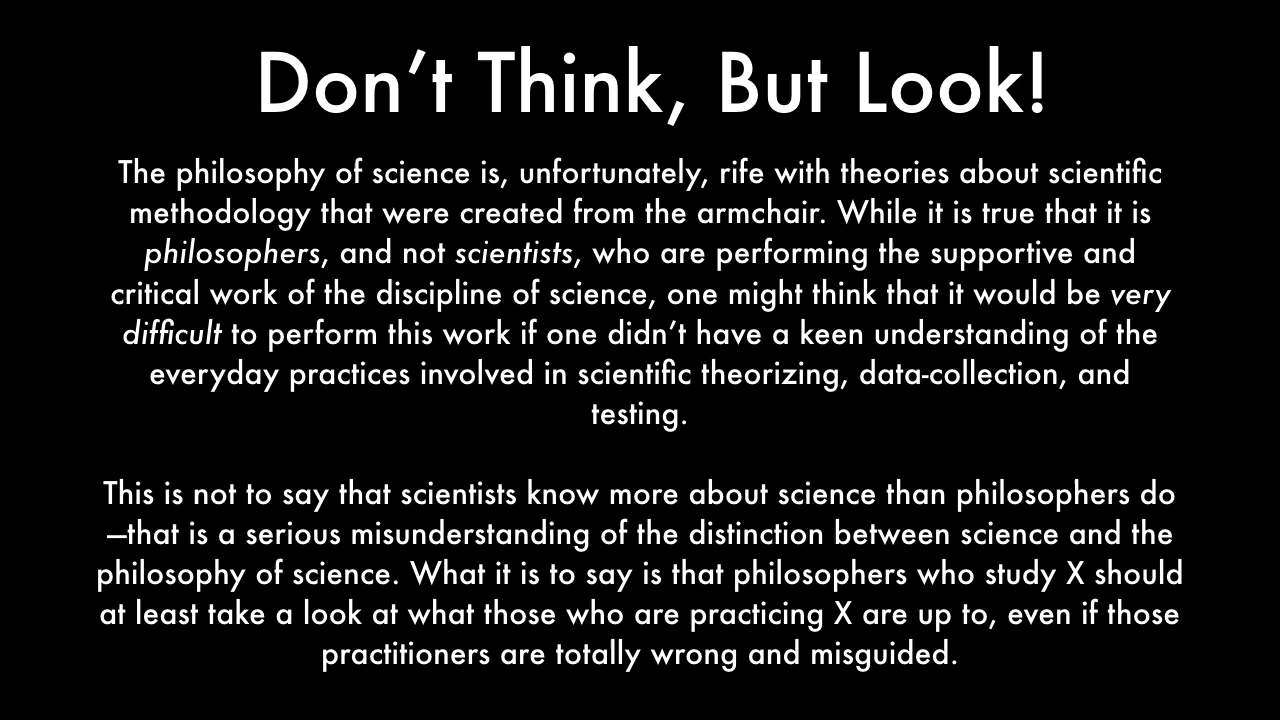 Don’t Think, But Look!
The philosophy of science is, unfortunately, rife with theories about scientific
methodology that were created from the armchair. While it is true that it is
philosophers, and not scientists, who are performing the supportive and
critical work of the discipline of science, one might think that it would be very
difficult to perform this work if one didn’t have a keen understanding of the
everyday practices involved in scientific theorizing, data-collection, and
testing.
This is not to say that scientists know more about science than philosophers do
—that is a serious misunderstanding of the distinction between science and the
philosophy of science. What it is to say is that philosophers who study X should
at least take a look at what those who are practicing X are up to, even if those
practitioners are totally wrong and misguided.